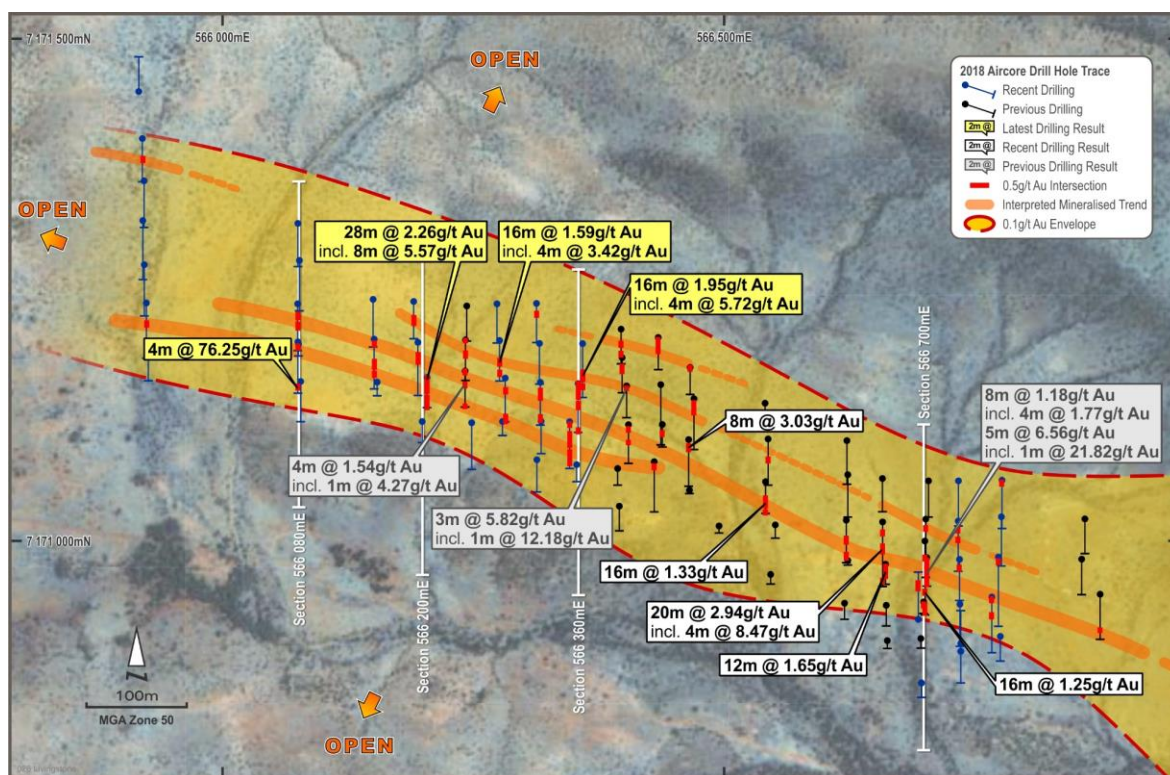 7 171 500mN
566 000mE
566 500mE
OPEN
2018 Aircore Drill Hole Trace
Recent Drilling
Previous Drilling
2m @
Latest Drilling Result
2m @
Recent Drilling Result
2m @
Previous Drilling Result
0.5g/t Au Intersection
Interpreted Mineralised Trend
0.1g/t Au Envelope
OPEN
28m @ 2.26g/t Au
incl. 8m @ 5.57g/t Au
16m @ 1.59g/t Au
incl. 4m @ 3.42g/t Au
16m @ 1.95g/t Au
incl. 4m @ 5.72g/t Au
4m @ 76.25g/t Au
Section 566 700mE
8m @ 1.18g/t Au
incl. 4m @ 1.77g/t Au
5m @ 6.56g/t Au
incl. 1m @ 21.82g/t Au
8m @ 3.03g/t Au
4m @ 1.54g/t Au
incl. 1m @ 4.27g/t Au
3m @ 5.82g/t Au
incl. 1m @ 12.18g/t Au
7 171 000mN
Section 566 080mE
Section 566 200mE
Section 566 360mE
16m @ 1.33g/t Au
20m @ 2.94g/t Au
incl. 4m @ 8.47g/t Au
12m @ 1.65g/t Au
16m @ 1.25g/t Au
N
100m
MGA Zone 50
OPEN